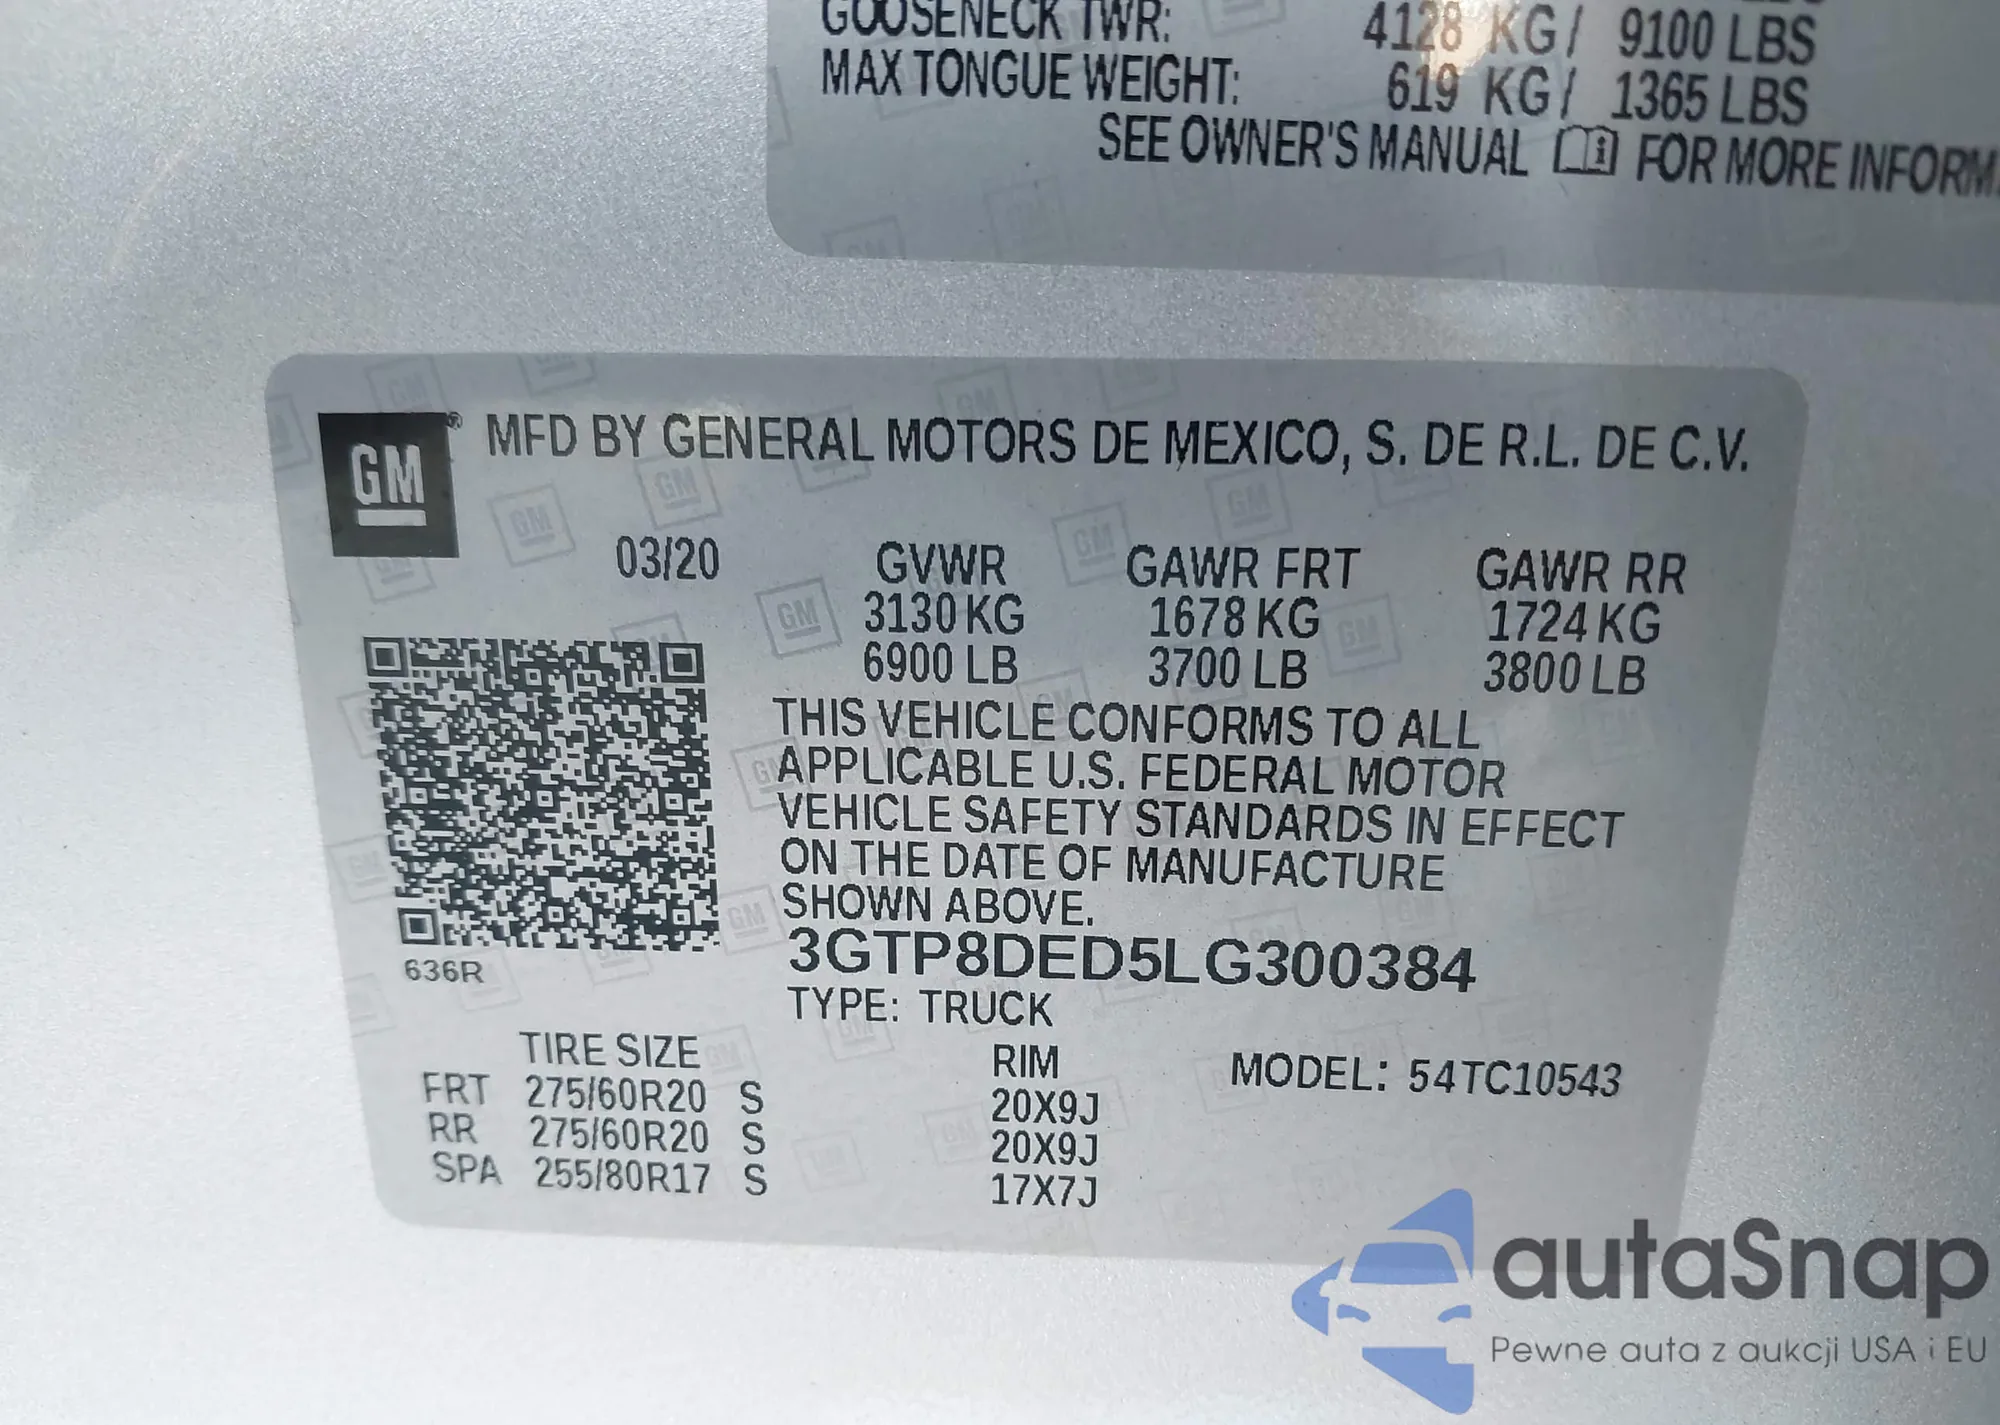 GOOSENECK TWR: 4128 KG / 9100 LBS
MAX TONGUE WEIGHT: 619 KG / 1365 LBS
SEE OWNER'S MANUAL FOR MORE INFORM
GM® MFD BY GENERAL MOTORS DE MEXICO, S. DE R.L. DE C.V.
03/20 GVWR GAWR FRT GAWR RR
3130 KG 1678 KG 1724 KG
6900 LB 3700 LB 3800 LB
THIS VEHICLE CONFORMS TO ALL
APPLICABLE U.S. FEDERAL MOTOR
VEHICLE SAFETY STANDARDS IN EFFECT
ON THE DATE OF MANUFACTURE
SHOWN ABOVE.
3GTP8DED5LG300384
636R
TYPE: TRUCK
TIRE SIZE RIM MODEL: 54TC10543
FRT 275/60R20 S 20X9J
RR 275/60R20 S 20X9J
SPA 255/80R17 S 17X7J
autaSnap
Pewne auta z aukcji USA i EU